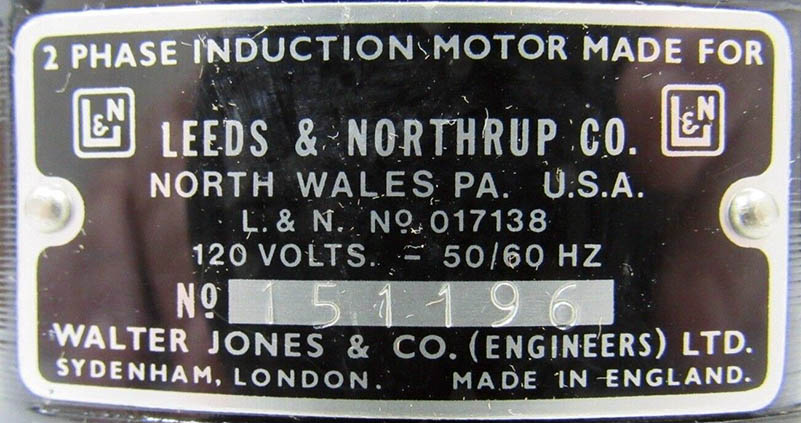 2 PHASE INDUCTION MOTOR MADE FOR
L&N L&N
LEEDS & NORTHRUP CO.
NORTH WALES PA. U.S.A.
L. & N. Nº 017138
120 VOLTS. – 50/60 HZ
Nº 151196
WALTER JONES & CO. (ENGINEERS) LTD.
SYDENHAM, LONDON. MADE IN ENGLAND.